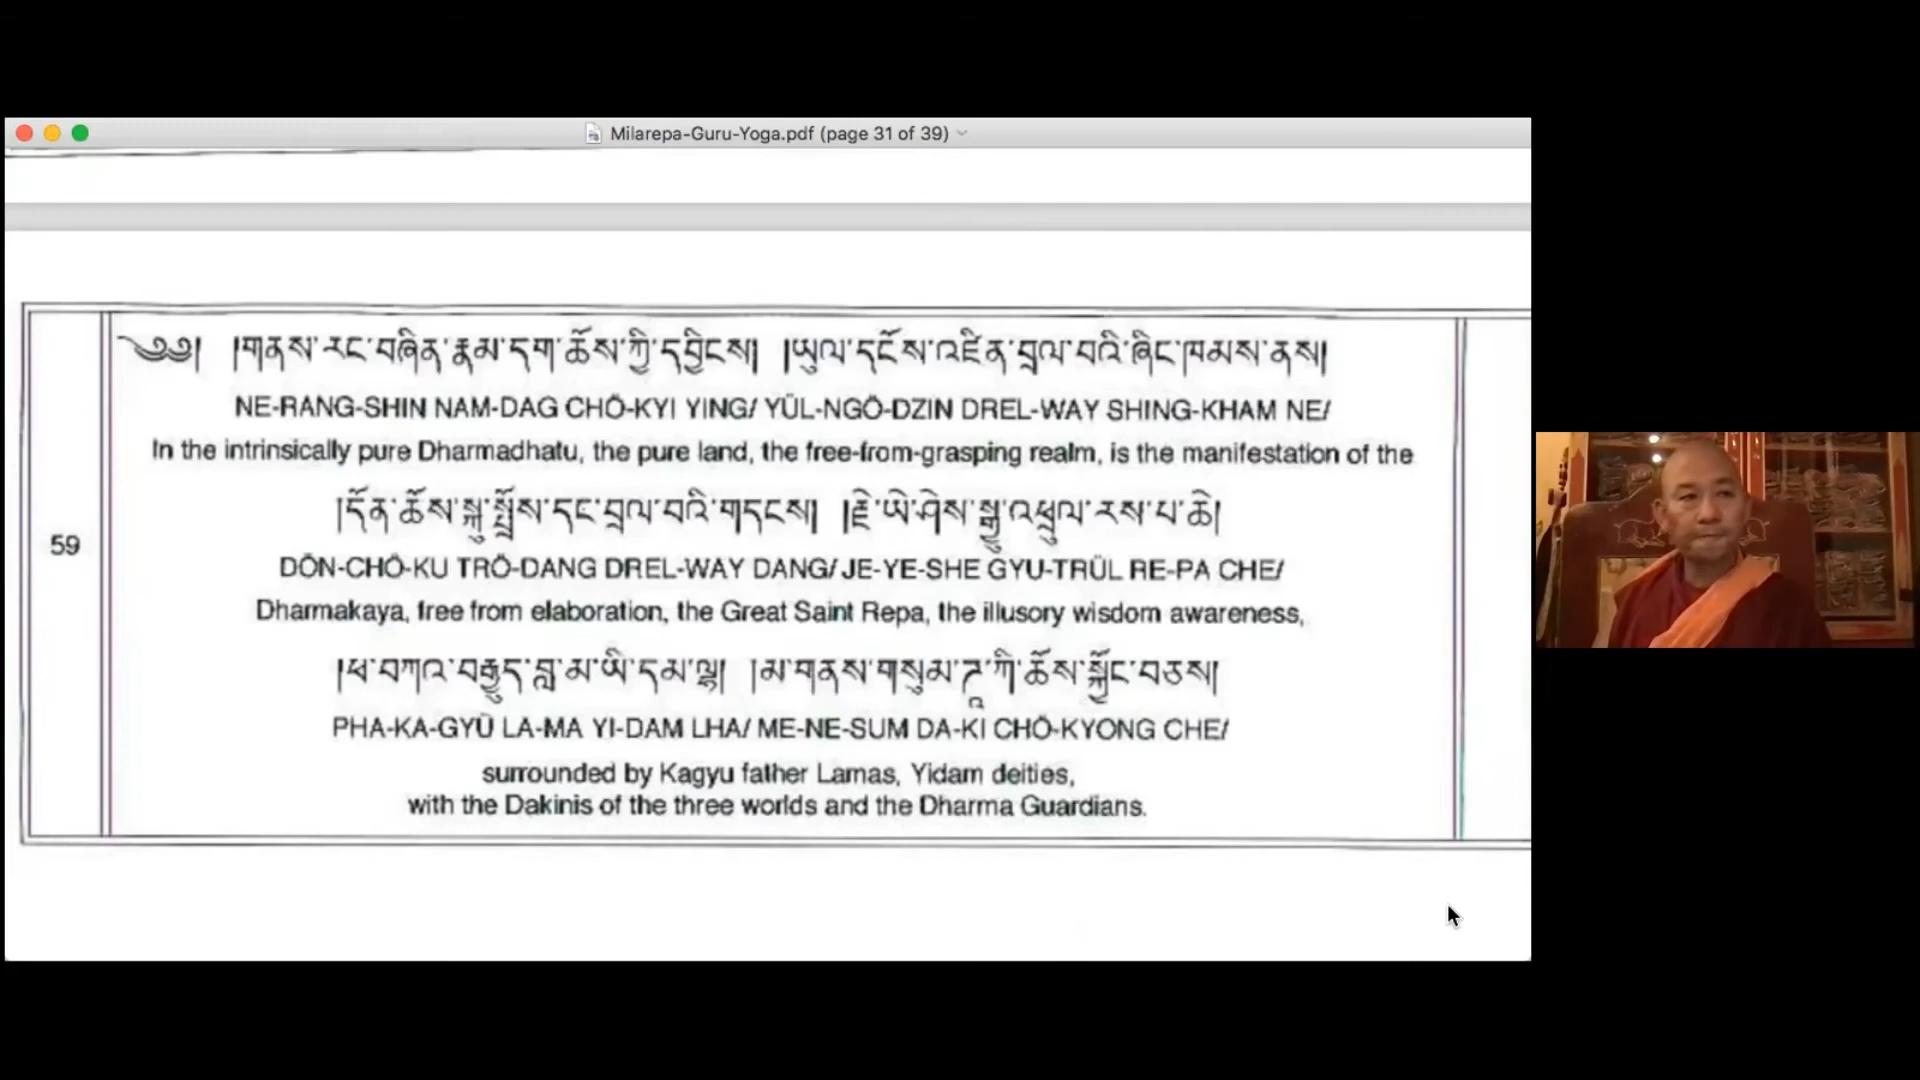 Milarepa-Guru-Yoga.pdf (page 31 of 39)
༄༅། །གནས་རང་བཞིན་རྣམ་དག་ཆོས་ཀྱི་དབྱིངས། །ཡུལ་དངོས་འཛིན་བྲལ་བའི་ཞིང་ཁམས་ནས།
NE-RANG-SHIN NAM-DAG CHÖ-KYI YING/ YÜL-NGÖ-DZIN DREL-WAY SHING-KHAM NE/
In the intrinsically pure Dharmadhatu, the pure land, the free-from-grasping realm, is the manifestation of the
།དོན་ཆོས་སྐུ་སྤྲོས་དང་བྲལ་བའི་གདངས། །རྗེ་ཡེ་ཤེས་སྒྱུ་འཕྲུལ་རས་པ་ཆེ།
59
DÖN-CHÖ-KU TRÖ-DANG DREL-WAY DANG/ JE-YE-SHE GYU-TRÜL RE-PA CHE/
Dharmakaya, free from elaboration, the Great Saint Repa, the illusory wisdom awareness,
།ཕ་བཀའ་བརྒྱུད་བླ་མ་ཡི་དམ་ལྷ། །མ་གནས་གསུམ་ཌཱ་ཀི་ཆོས་སྐྱོང་བཅས།
PHA-KA-GYÜ LA-MA YI-DAM LHA/ ME-NE-SUM DA-KI CHÖ-KYONG CHE/
surrounded by Kagyu father Lamas, Yidam deities,
with the Dakinis of the three worlds and the Dharma Guardians.